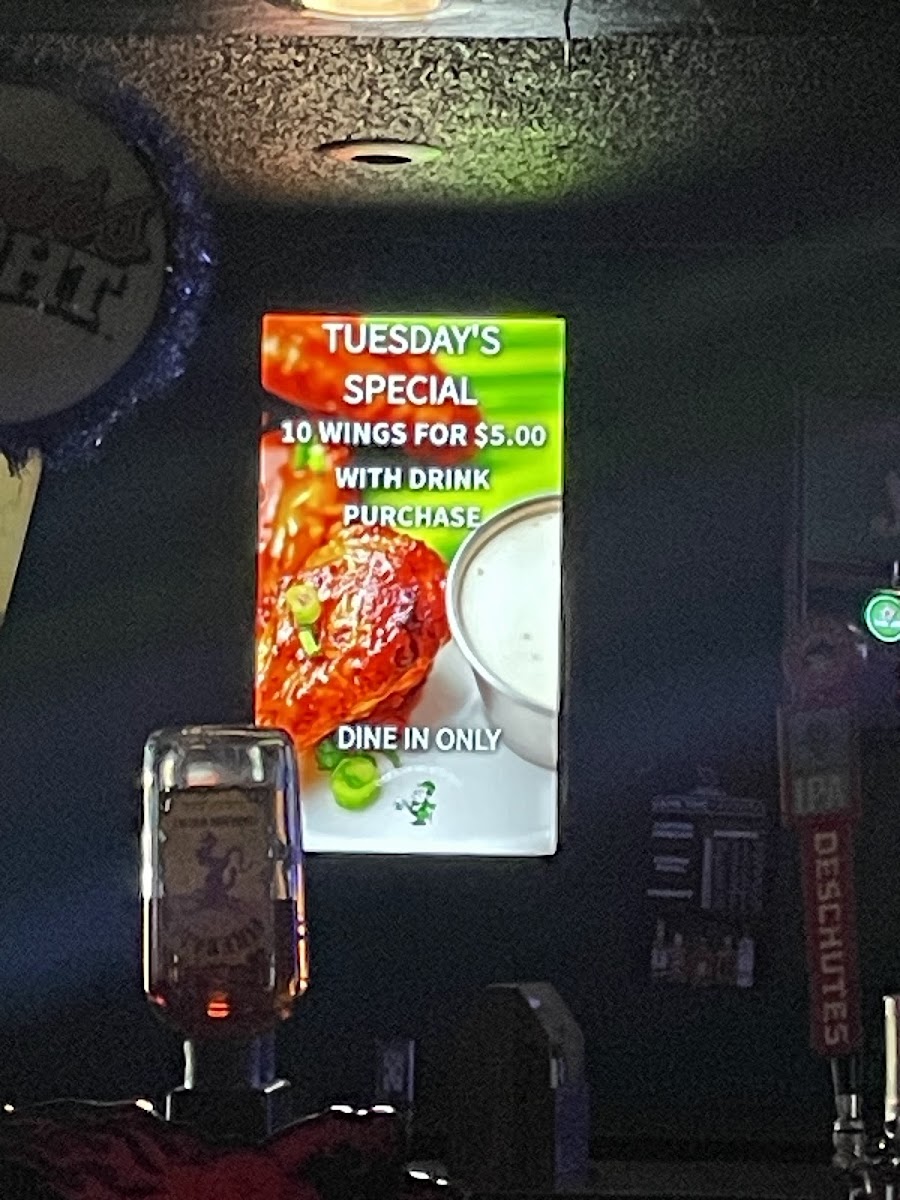 TUESDAY'S
SPECIAL
10 WINGS FOR $5.00
WITH DRINK
PURCHASE
DINE IN ONLY
IPA
DESCHUTES